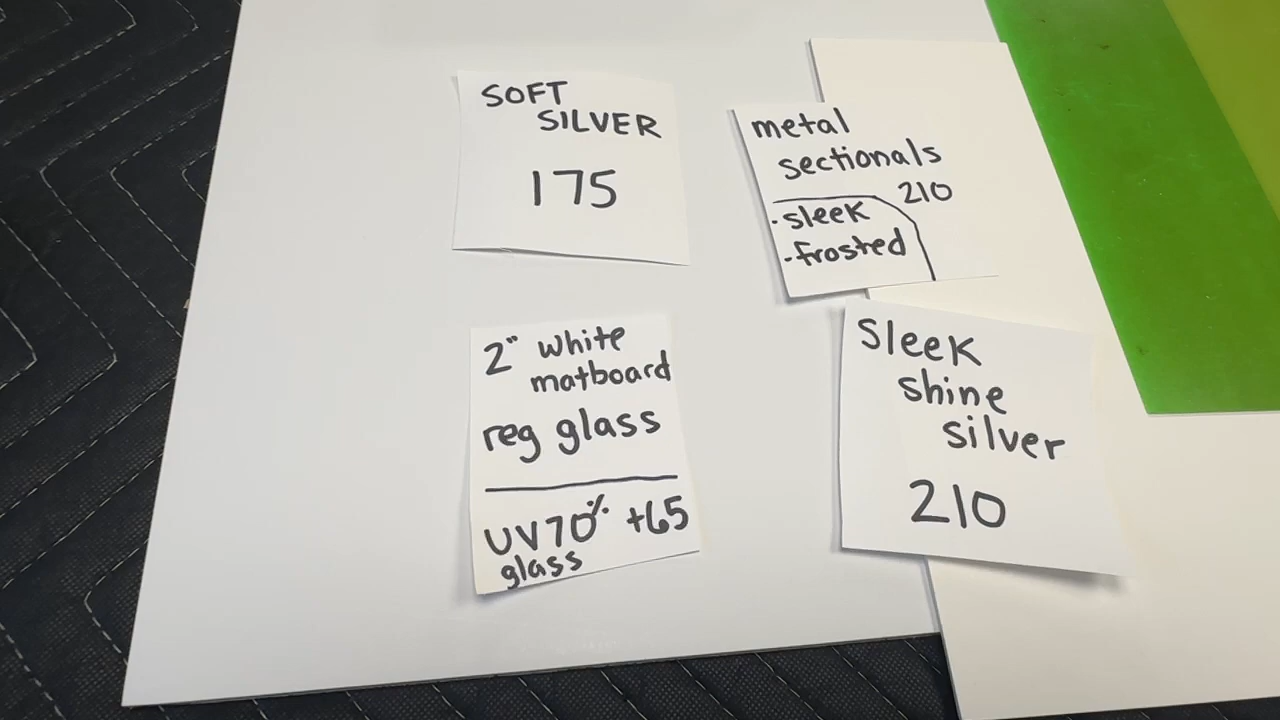 SOFT
SILVER
175
metal
sectionals
210
-sleek
-frosted
2" white
matboard
reg glass
UV70% +65
glass
Sleek
shine
silver
210